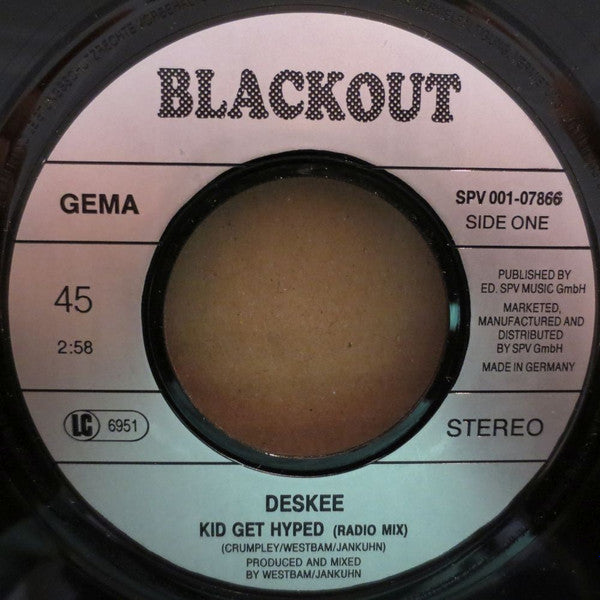 BLACKOUT
GEMA
SPV 001-07866
SIDE ONE
45
2:58
PUBLISHED BY
ED. SPV MUSIC GmbH
MARKETED,
MANUFACTURED AND
DISTRIBUTED
BY SPV GmbH
MADE IN GERMANY
LC 6951
STEREO
DESKEE
KID GET HYPED (RADIO MIX)
(CRUMPLEY/WESTBAM/JANKUHN)
PRODUCED AND MIXED
BY WESTBAM/JANKUHN